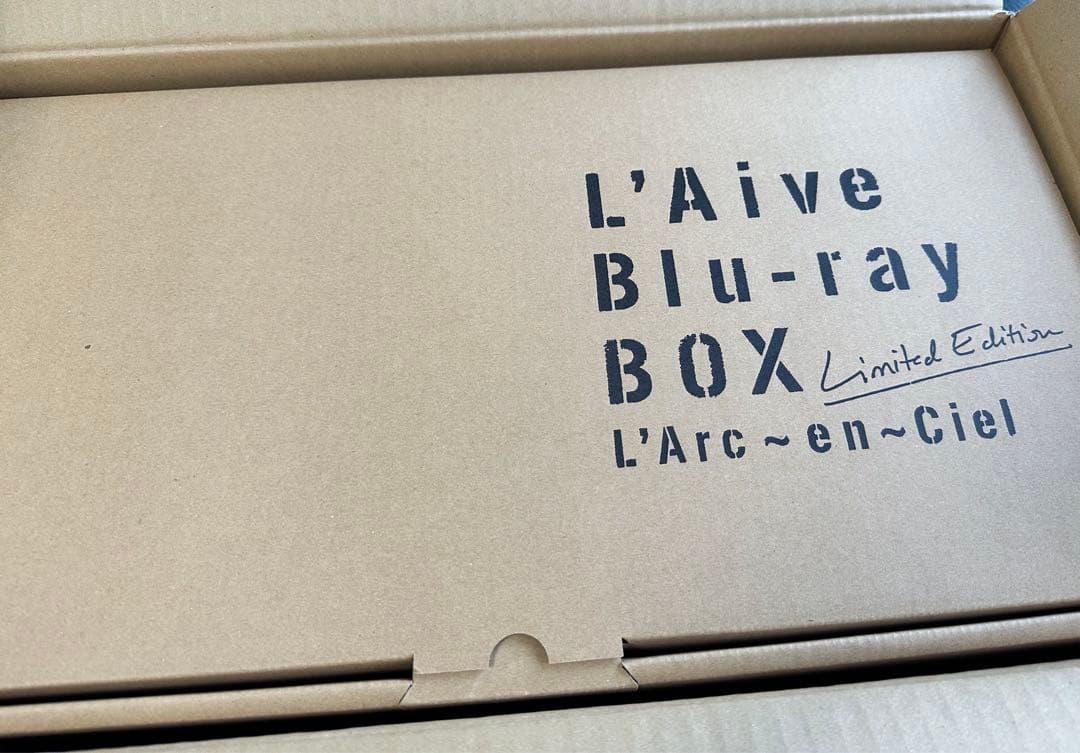 L'Aive
Blu-ray
BOX Limited Edition
L'Arc~en~Ciel